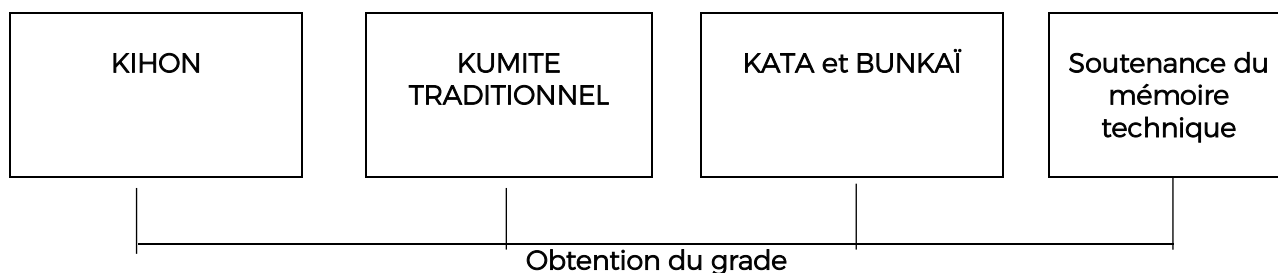 KIHON
KUMITE
TRADITIONNEL
KATA et BUNKAÏ
Soutenance du
mémoire
technique
Obtention du grade